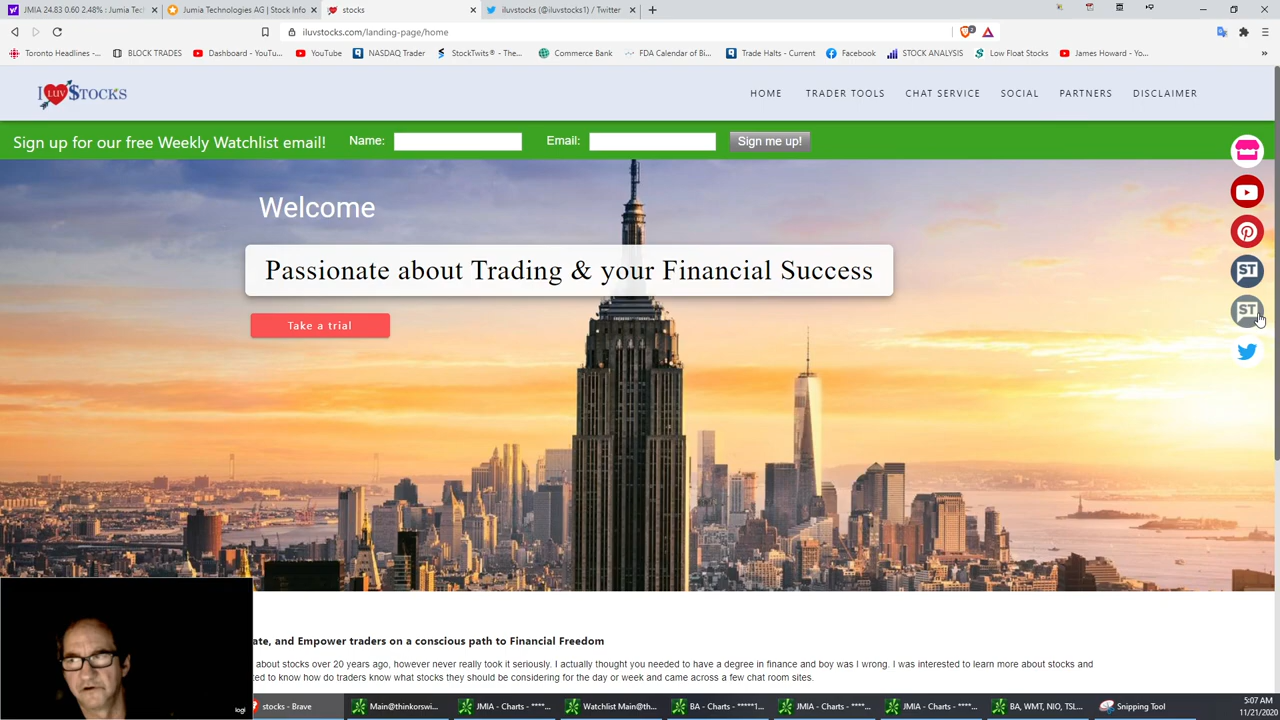 JMIA 24.83 0.60 2.48% : Jumia Tec
Jumia Technologies AG | Stock Info
stocks
iluvstocks (@iluvstocks1) / Twitter
iluvstocks.com/landing-page/home
Toronto Headlines -...
BLOCK TRADES
Dashboard - YouTu...
YouTube
NASDAQ Trader
StockTwits® - The...
Commerce Bank
FDA Calendar of Bi...
Trade Halts - Current
Facebook
STOCK ANALYSIS
Low Float Stocks
James Howard - Yo...
I LUV $TOCKS
HOME
TRADER TOOLS
CHAT SERVICE
SOCIAL
PARTNERS
DISCLAIMER
Sign up for our free Weekly Watchlist email!
Name:
Email:
Sign me up!
Welcome
Passionate about Trading & your Financial Success
Take a trial
ST
ST
ate, and Empower traders on a conscious path to Financial Freedom
about stocks over 20 years ago, however never really took it seriously. I actually thought you needed to have a degree in finance and boy was I wrong. I was interested to learn more about stocks and
ted to know how do traders know what stocks they should be considering for the day or week and came across a few chat room sites.
logi
stocks - Brave
Main@thinkorswi...
JMIA - Charts - ****...
Watchlist Main@th...
BA - Charts - *****1...
JMIA - Charts - ****...
JMIA - Charts - ****...
BA, WMT, NIO, TSL...
Snipping Tool
5:07 AM
11/21/2020